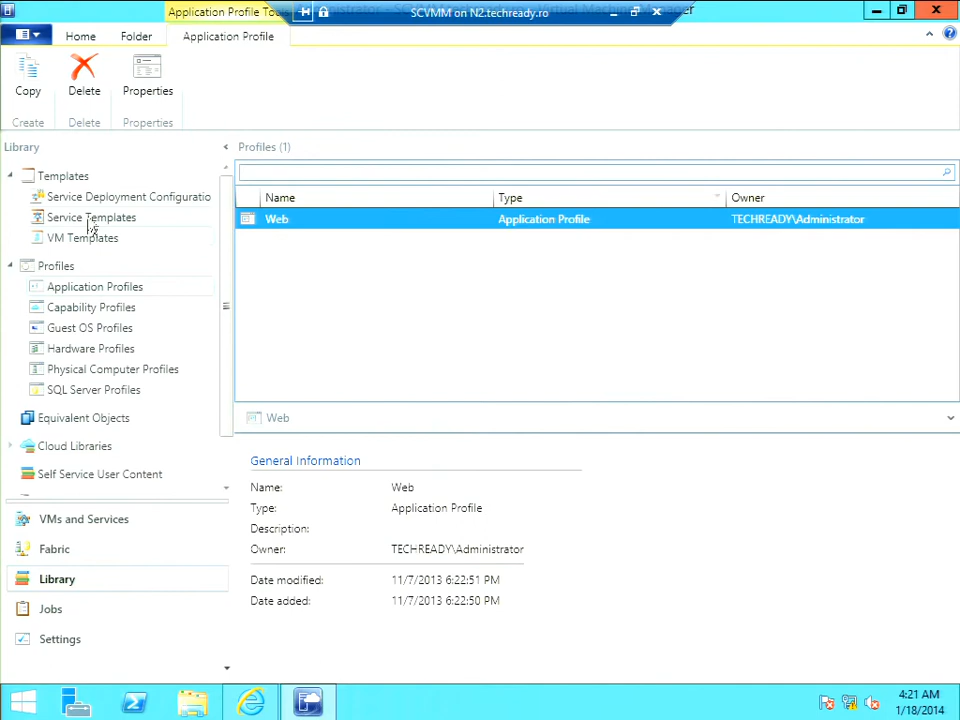 Application Profile Tools
SCVMM on N2.techready.ro
Home
Folder
Application Profile
Copy
Delete
Properties
Create
Delete
Properties
Library
Templates
Service Deployment Configuratio
Service Templates
VM Templates
Profiles
Application Profiles
Capability Profiles
Guest OS Profiles
Hardware Profiles
Physical Computer Profiles
SQL Server Profiles
Equivalent Objects
Cloud Libraries
Self Service User Content
VMs and Services
Fabric
Library
Jobs
Settings
Profiles (1)
Name Type Owner
Web Application Profile TECHREADY\Administrator
Web
General Information
Name: Web
Type: Application Profile
Description:
Owner: TECHREADY\Administrator
Date modified: 11/7/2013 6:22:51 PM
Date added: 11/7/2013 6:22:50 PM
4:21 AM
1/18/2014